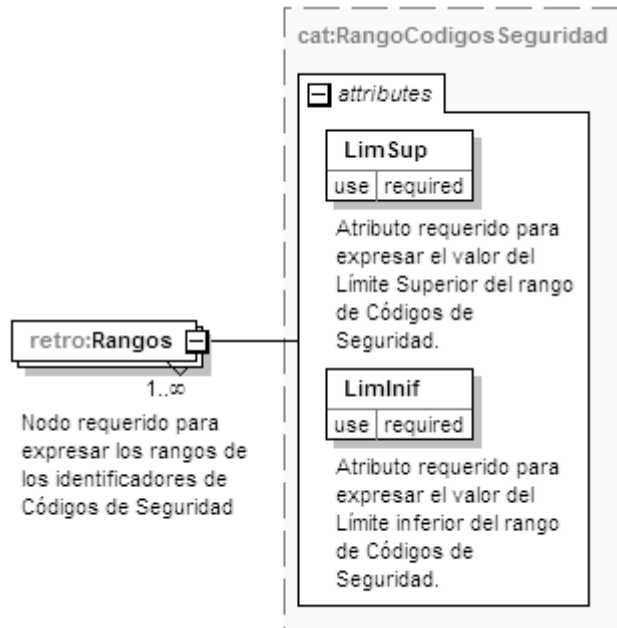 cat:RangoCodigosSeguridad
attributes
LimSup
use required
Atributo requerido para
expresar el valor del
Límite Superior del rango
de Códigos de
Seguridad.
retro:Rangos
1..∞
Nodo requerido para
expresar los rangos de
los identificadores de
Códigos de Seguridad
LimInif
use required
Atributo requerido para
expresar el valor del
Límite inferior del rango
de Códigos de
Seguridad.